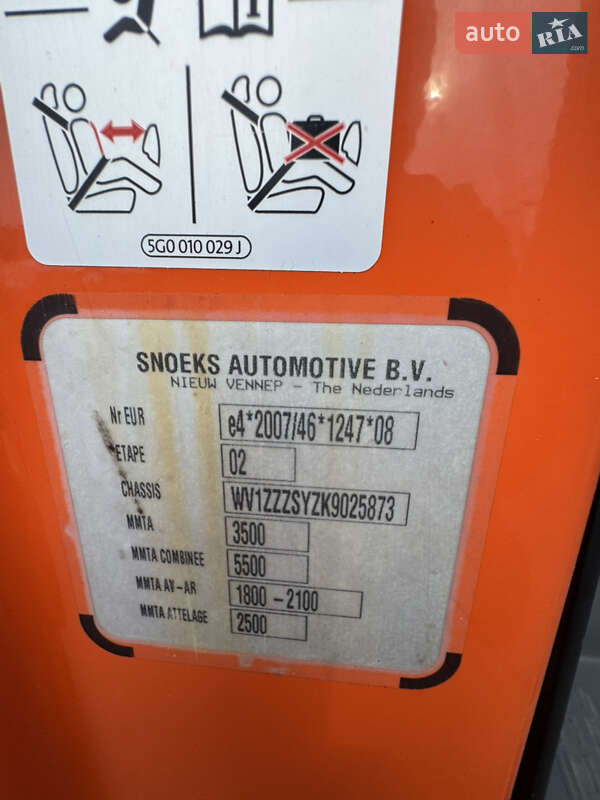 auto RIA .com
5G0 010 029 J
SNOEKS AUTOMOTIVE B.V.
NIEUW VENNEP - The Nederlands
Nr EUR e4*2007/46*1247*08
ETAPE 02
CHASSIS WV1ZZZSYZK9025873
MMTA 3500
MMTA COMBINEE 5500
MMTA AV-AR 1800 - 2100
MMTA ATTELAGE 2500